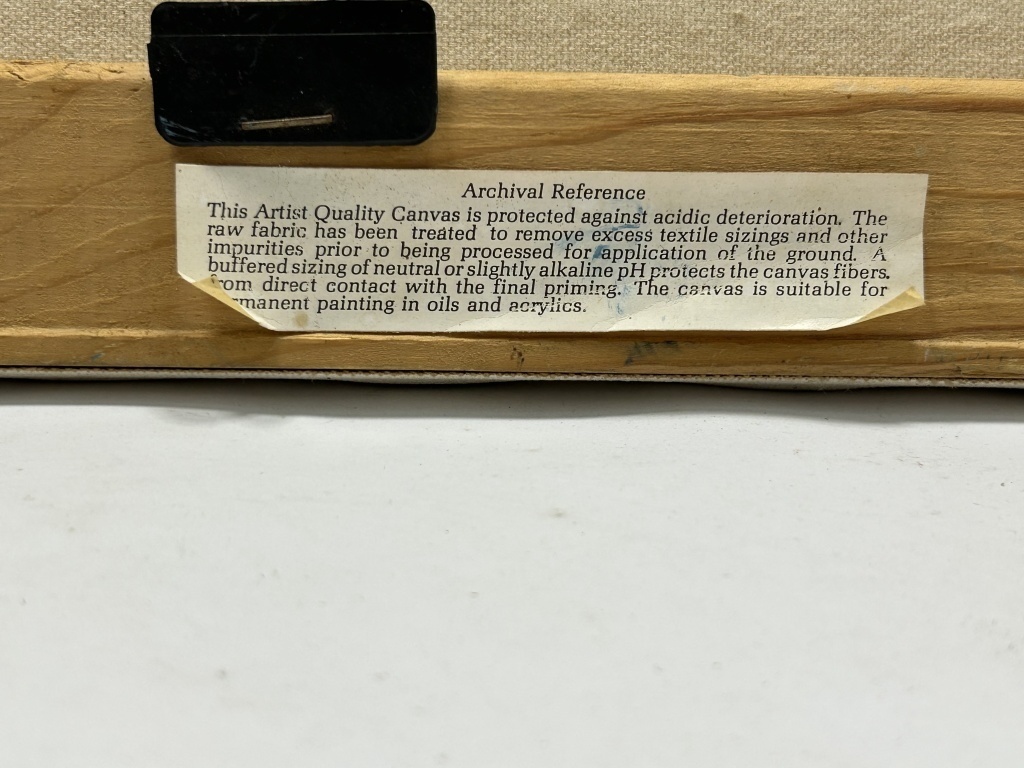 Archival Reference
This Artist Quality Canvas is protected against acidic deterioration. The
raw fabric has been treated to remove excess textile sizings and other
impurities prior to being processed for application of the ground. A
buffered sizing of neutral or slightly alkaline pH protects the canvas fibers.
from direct contact with the final priming. The canvas is suitable for
rmanent painting in oils and acrylics.